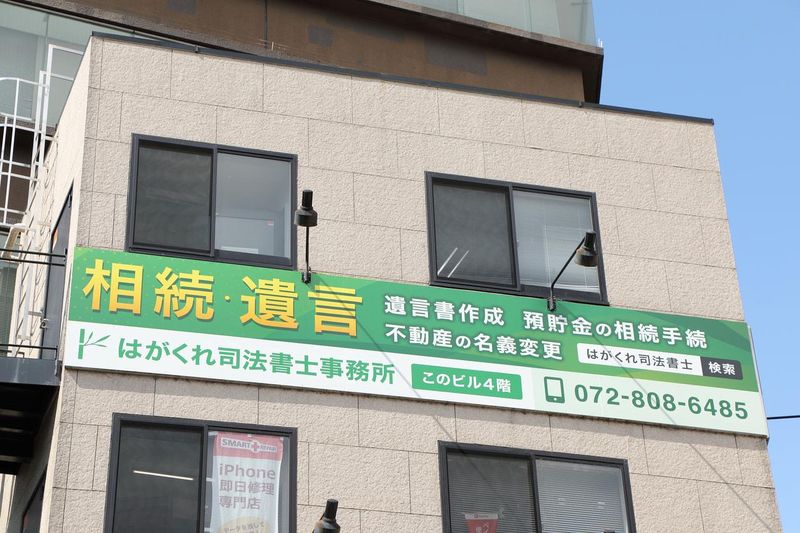 相続・遺言
遺言書作成 預貯金の相続手続
不動産の名義変更
はがくれ司法書士 検索
はがくれ司法書士事務所
このビル4階
072-808-6485
SMART REPAIR
iPhone
即日修理
専門店